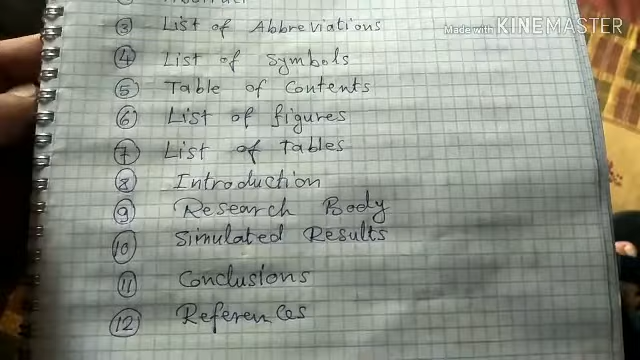 Made with KINEMASTER
③ List of Abbreviations
④ List of Symbols
⑤ Table of Contents
⑥ List of figures
⑦ List of tables
⑧ Introduction
⑨ Research Body
⑩ Simulated Results
⑪ Conclusions
⑫ References